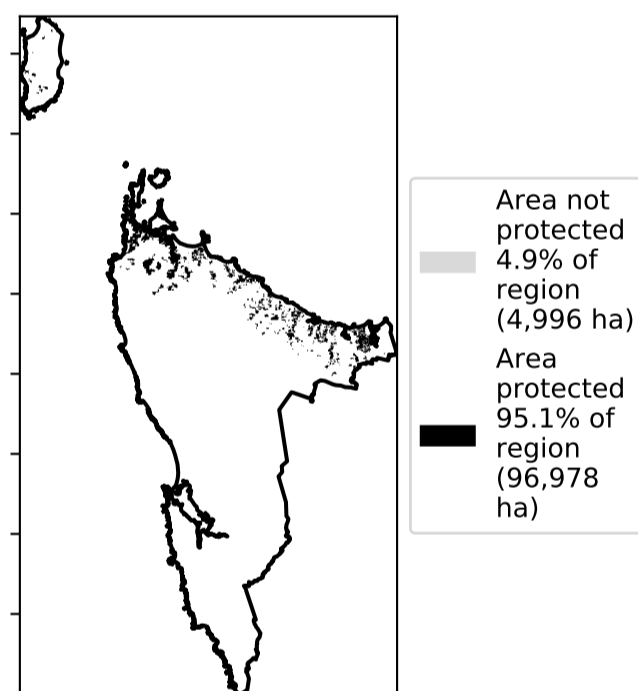 Area not
protected
4.9% of
region
(4,996 ha)
Area
protected
95.1% of
region
(96,978
ha)